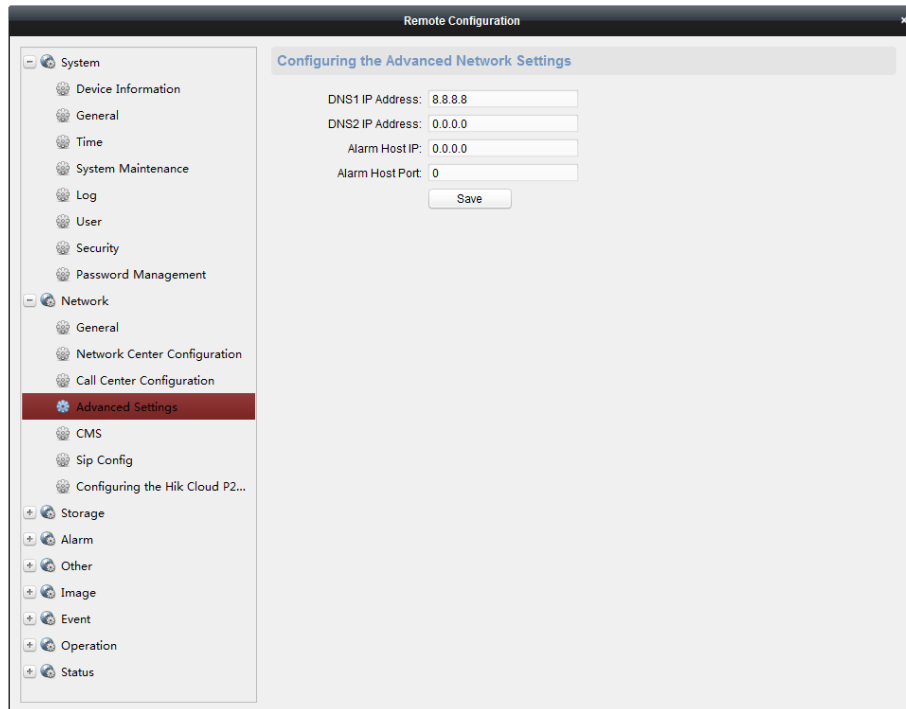 Remote Configuration
System
Device Information
General
Time
System Maintenance
Log
User
Security
Password Management
Network
General
Network Center Configuration
Call Center Configuration
Advanced Settings
CMS
Sip Config
Configuring the Hik Cloud P2...
Storage
Alarm
Other
Image
Event
Operation
Status
Configuring the Advanced Network Settings
DNS1 IP Address: 8.8.8.8
DNS2 IP Address: 0.0.0.0
Alarm Host IP: 0.0.0.0
Alarm Host Port: 0
Save